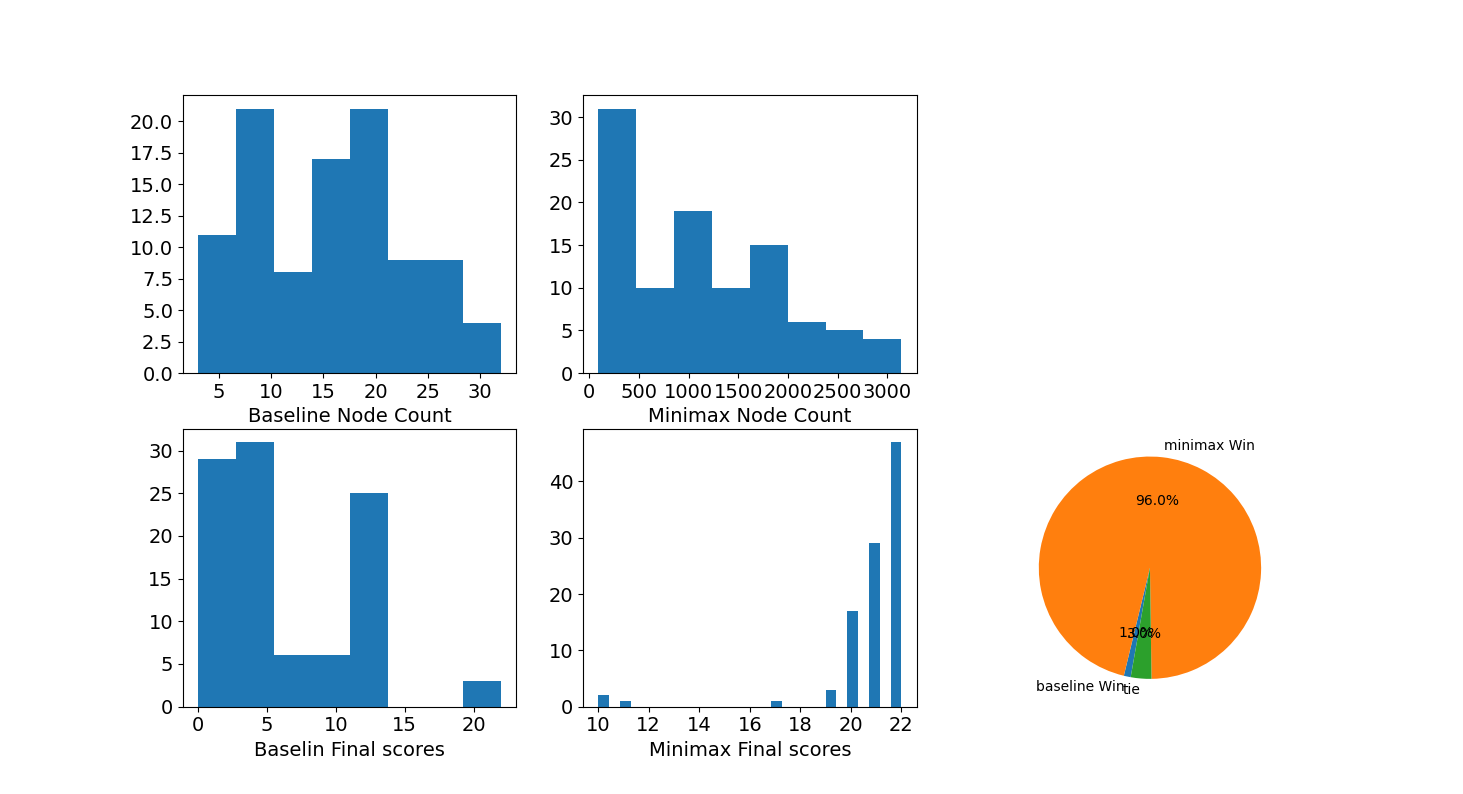 20.0
17.5
15.0
12.5
10.0
7.5
5.0
2.5
0.0
5 10 15 20 25 30
Baseline Node Count
30
25
20
15
10
5
0
0 500 1000 1500 2000 2500 3000
Minimax Node Count
30
25
20
15
10
5
0
0 5 10 15 20
Baselin Final scores
40
30
20
10
0
10 12 14 16 18 20 22
Minimax Final scores
minimax Win
96.0%
1.0%
3.0%
baseline Win
tie